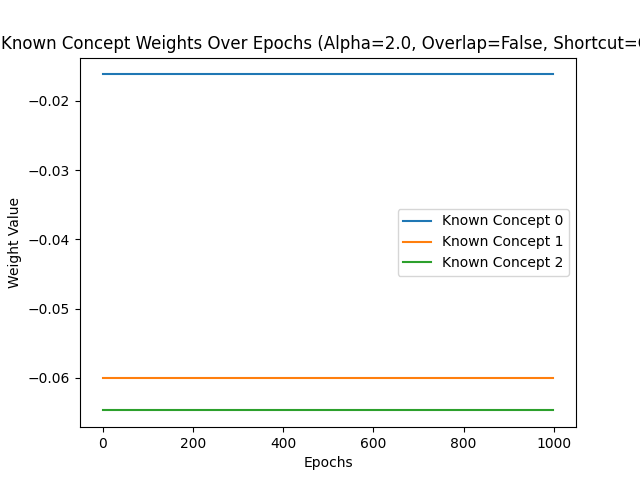 Known Concept Weights Over Epochs (Alpha=2.0, Overlap=False, Shortcut=
−0.02
−0.03
−0.04
−0.05
−0.06
Weight Value
Known Concept 0
Known Concept 1
Known Concept 2
0
200
400
600
800
1000
Epochs